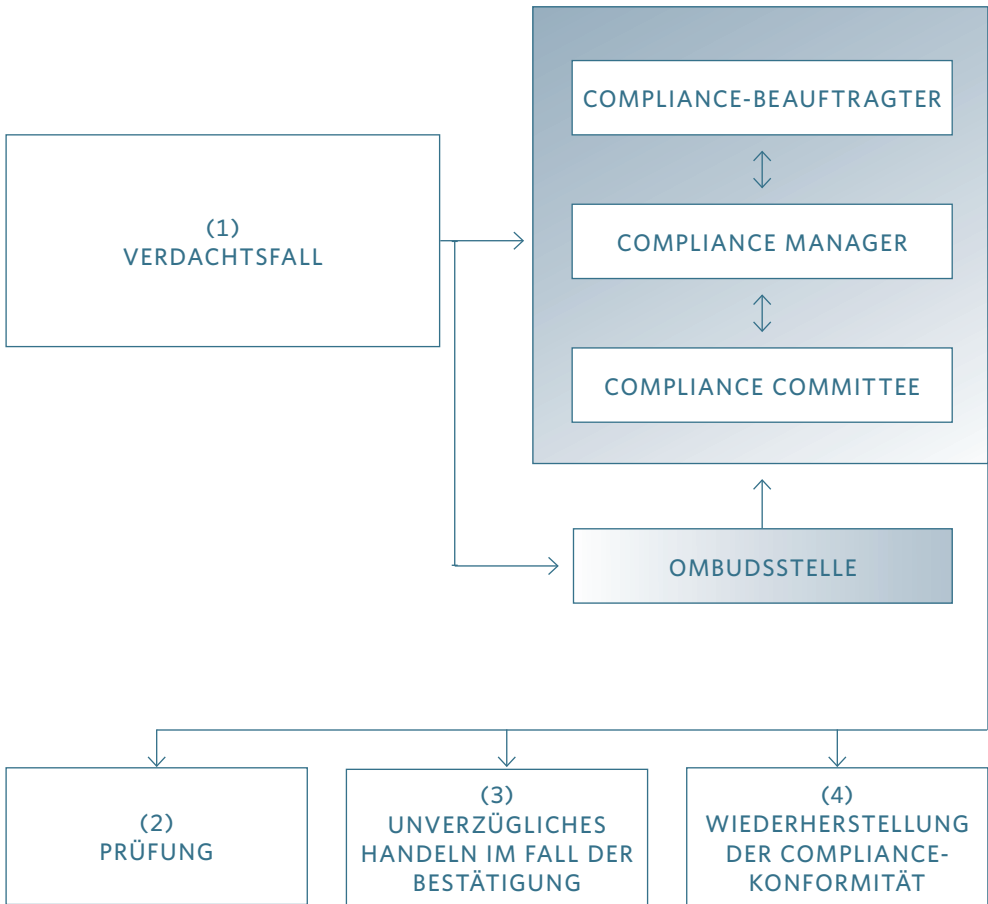 COMPLIANCE-BEAUFTRAGTER
(1)
VERDACHTSFALL
COMPLIANCE MANAGER
COMPLIANCE COMMITTEE
OMBUDSSTELLE
(2)
PRÜFUNG
(3)
UNVERZÜGLICHES
HANDELN IM FALL DER
BESTÄTIGUNG
(4)
WIEDERHERSTELLUNG
DER COMPLIANCE-
KONFORMITÄT